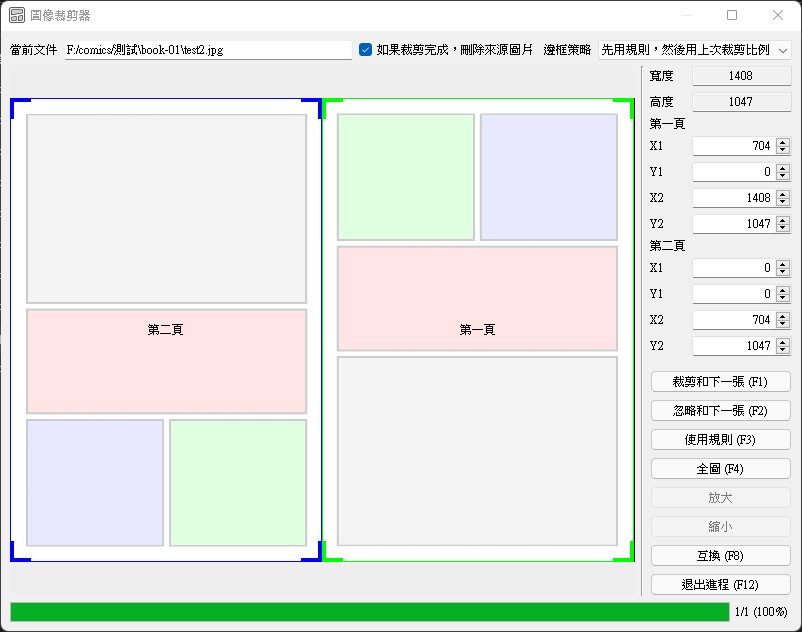 圖像裁剪器
當前文件 F:/comics/測試\book-01\test2.jpg 如果裁剪完成，刪除來源圖片 邊框策略 先用規則，然後用上次裁剪比例
寬度 1408
高度 1047
第一頁
X1 704
Y1 0
X2 1408
Y2 1047
第二頁
X1 0
Y1 0
X2 704
Y2 1047
第二頁
第一頁
裁剪和下一張 (F1)
忽略和下一張 (F2)
使用規則 (F3)
全圖 (F4)
放大
縮小
互換 (F8)
退出進程 (F12)
1/1 (100%)